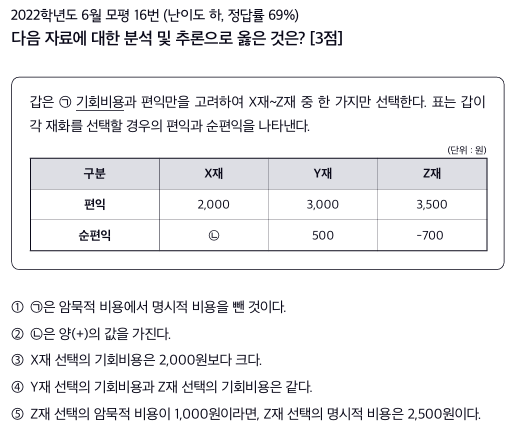 2022학년도 6월 모평 16번 (난이도 하, 정답률 69%)
다음 자료에 대한 분석 및 추론으로 옳은 것은? [3점]
갑은 ㉠ 기회비용과 편익만을 고려하여 X재~Z재 중 한 가지만 선택한다. 표는 갑이
각 재화를 선택할 경우의 편익과 순편익을 나타낸다.
(단위 : 원)
구분 X재 Y재 Z재
편익 2,000 3,000 3,500
순편익 ㉡ 500 -700
① ㉠은 암묵적 비용에서 명시적 비용을 뺀 것이다.
② ㉡은 양(+)의 값을 가진다.
③ X재 선택의 기회비용은 2,000원보다 크다.
④ Y재 선택의 기회비용과 Z재 선택의 기회비용은 같다.
⑤ Z재 선택의 암묵적 비용이 1,000원이라면, Z재 선택의 명시적 비용은 2,500원이다.